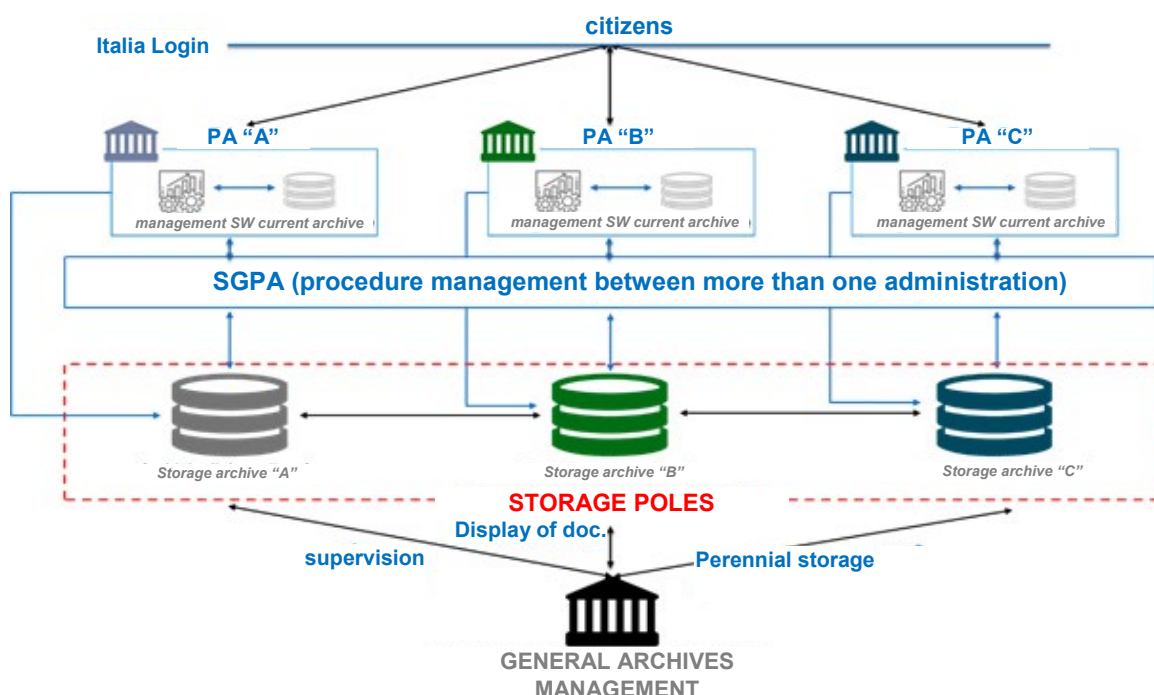 citizens
Italia Login
PA “A”
PA “B”
PA “C”
management SW current archive
management SW current archive
management SW current archive
SGPA (procedure management between more than one administration)
Storage archive “A”
Storage archive “B”
Storage archive “C”
STORAGE POLES
Display of doc.
supervision
Perennial storage
GENERAL ARCHIVES
MANAGEMENT